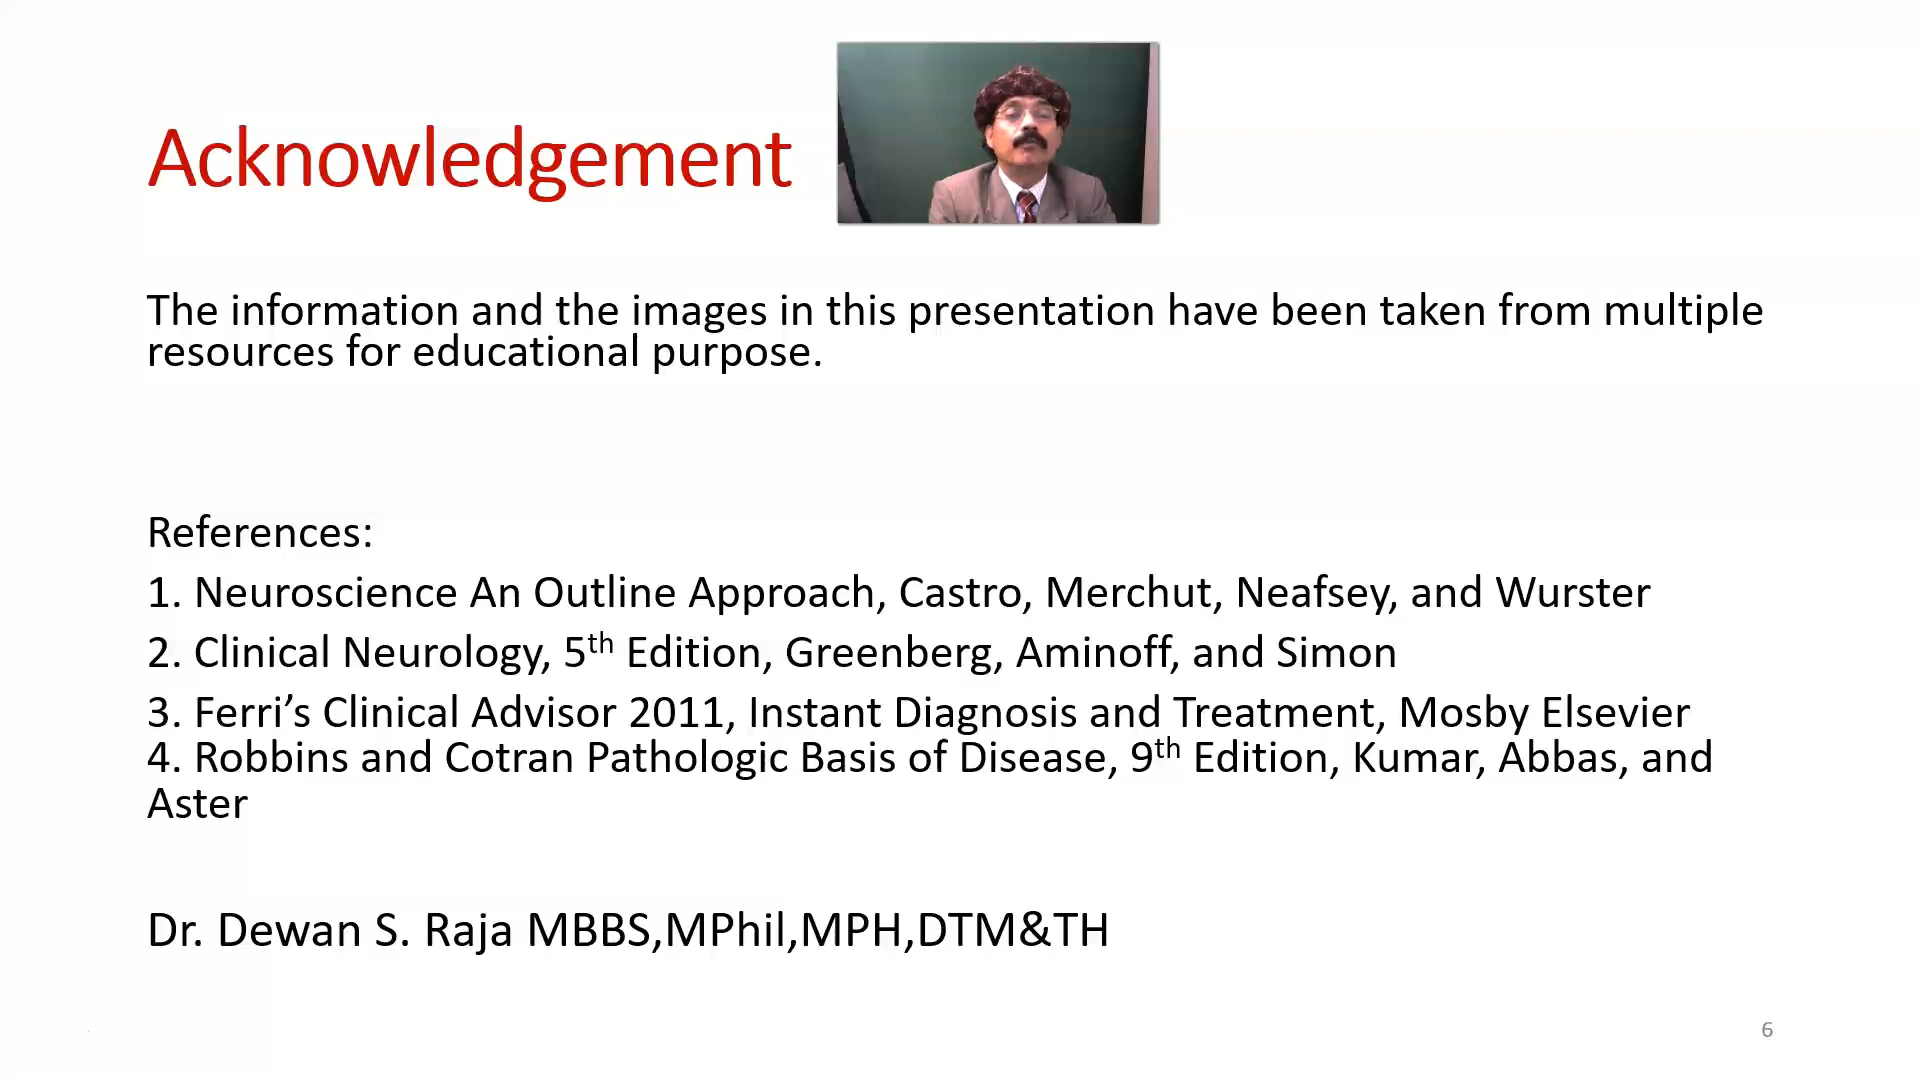 Acknowledgement
The information and the images in this presentation have been taken from multiple
resources for educational purpose.
References:
1. Neuroscience An Outline Approach, Castro, Merchut, Neafsey, and Wurster
2. Clinical Neurology, 5th Edition, Greenberg, Aminoff, and Simon
3. Ferri’s Clinical Advisor 2011, Instant Diagnosis and Treatment, Mosby Elsevier
4. Robbins and Cotran Pathologic Basis of Disease, 9th Edition, Kumar, Abbas, and
Aster
Dr. Dewan S. Raja MBBS,MPhil,MPH,DTM&TH
6